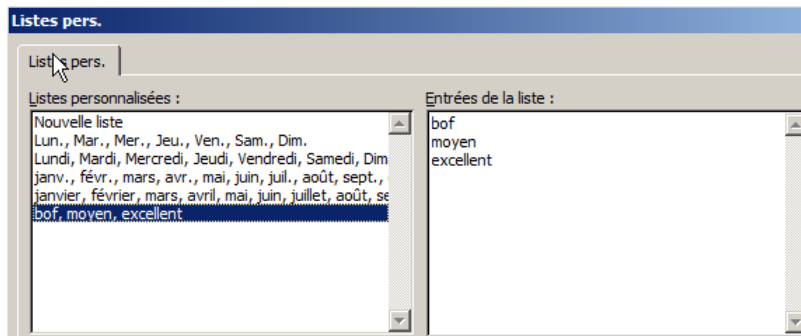 Listes pers.
Listes pers.
Listes personnalisées :
Nouvelle liste
Lun., Mar., Mer., Jeu., Ven., Sam., Dim.
Lundi, Mardi, Mercredi, Jeudi, Vendredi, Samedi, Dim
janv., févr., mars, avr., mai, juin, juil., août, sept.,
janvier, février, mars, avril, mai, juin, juillet, août, se
bof, moyen, excellent
Entrées de la liste :
bof
moyen
excellent